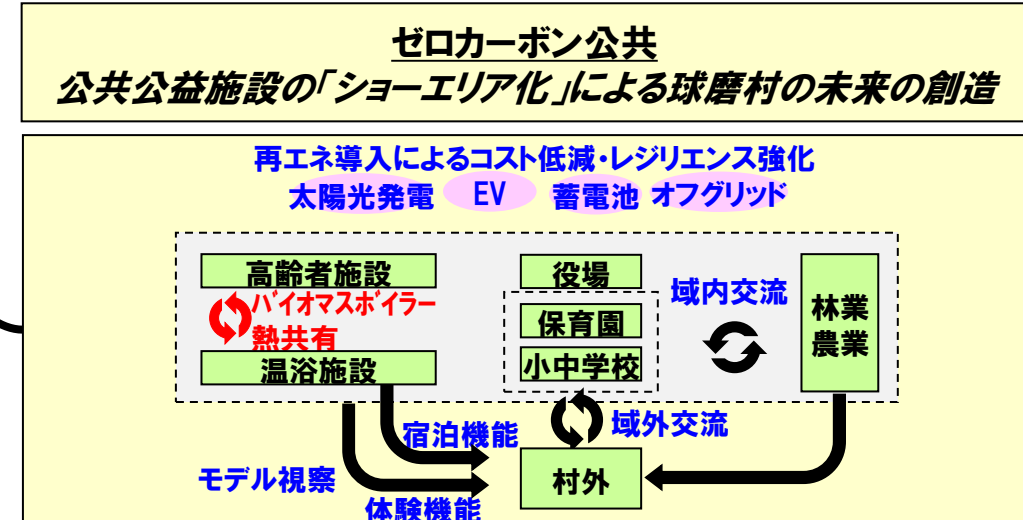 ゼロカーボン公共
公共公益施設の「ショーエリア化」による球磨村の未来の創造
再エネ導入によるコスト低減・レジリエンス強化
太陽光発電 EV 蓄電池 オフグリッド
高齢者施設
バイオマスボイラー
熱共有
温浴施設
役場
保育園
小中学校
域内交流
林業
農業
宿泊機能
域外交流
モデル視察
体験機能
村外